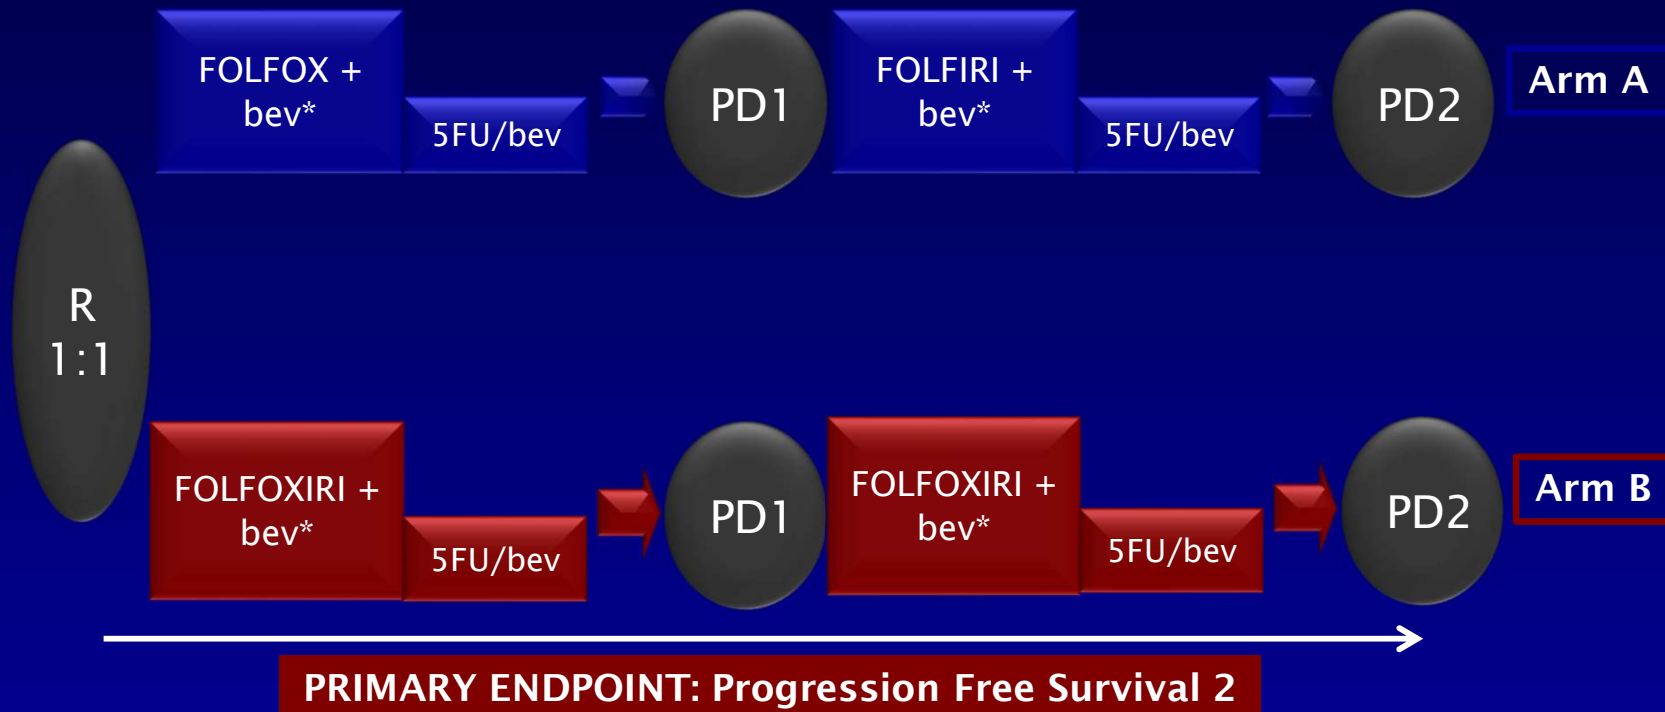 FOLFOX +
bev*
5FU/bev
PD1
FOLFIRI +
bev*
5FU/bev
PD2
Arm A
R
1:1
FOLFOXIRI +
bev*
5FU/bev
PD1
FOLFOXIRI +
bev*
5FU/bev
PD2
Arm B
PRIMARY ENDPOINT: Progression Free Survival 2